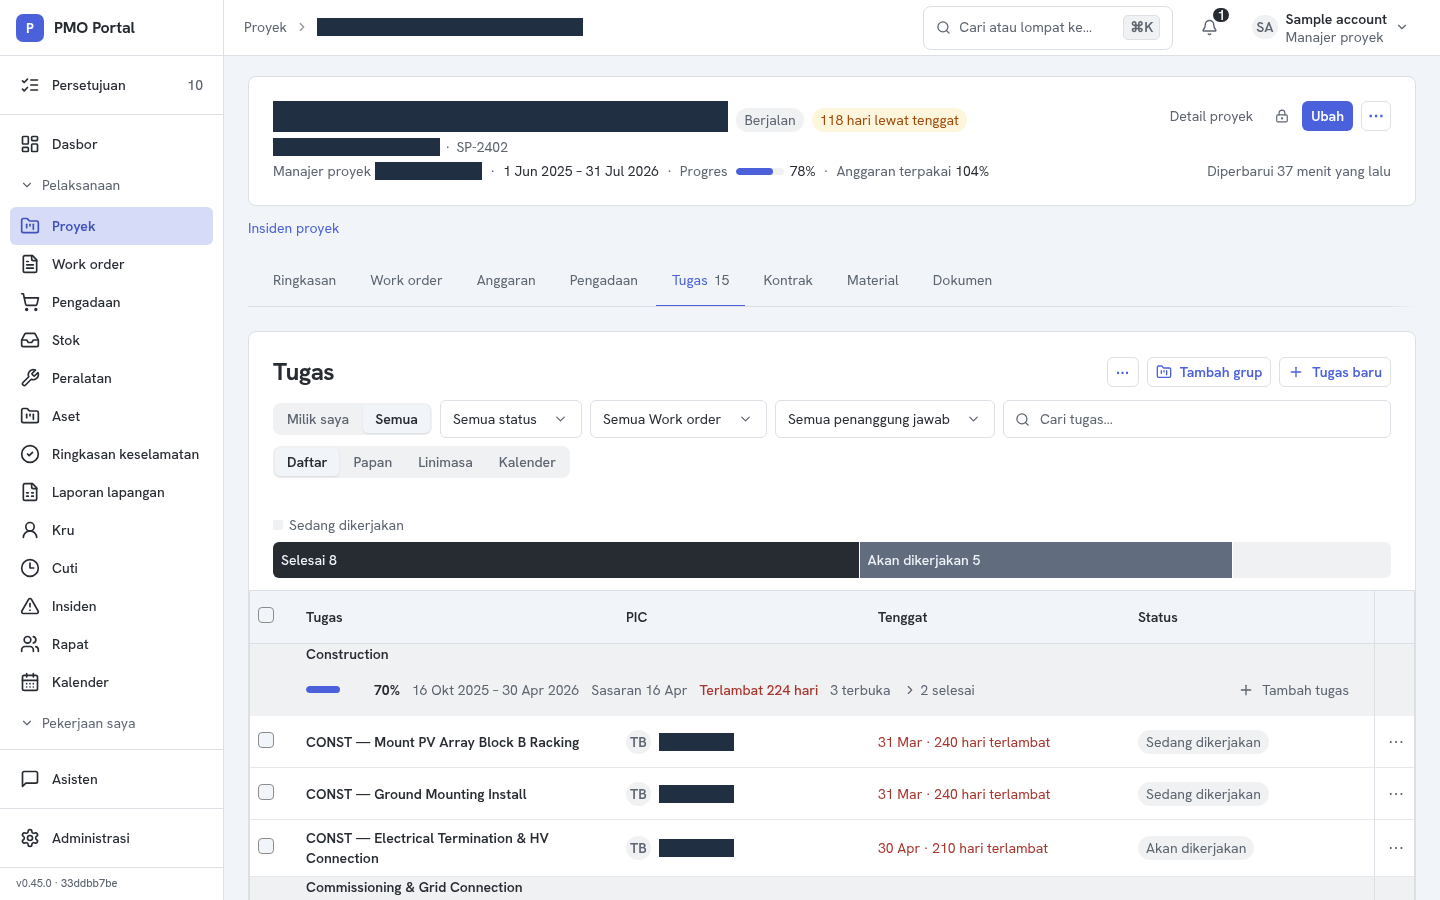 P PMO Portal
Proyek
Cari atau lompat ke...
⌘K
1
SA
Sample account
Manajer proyek
Persetujuan 10
Dasbor
Pelaksanaan
Proyek
Work order
Pengadaan
Stok
Peralatan
Aset
Ringkasan keselamatan
Laporan lapangan
Kru
Cuti
Insiden
Rapat
Kalender
Pekerjaan saya
Asisten
Administrasi
v0.45.0 · 33ddbb7be
Berjalan
118 hari lewat tenggat
Detail proyek
Ubah
· SP-2402
Manajer proyek · 1 Jun 2025 – 31 Jul 2026 · Progres 78% · Anggaran terpakai 104%
Diperbarui 37 menit yang lalu
Insiden proyek
Ringkasan Work order Anggaran Pengadaan Tugas 15 Kontrak Material Dokumen
Tugas
Tambah grup
Tugas baru
Milik saya Semua
Semua status
Semua Work order
Semua penanggung jawab
Cari tugas...
Daftar Papan Linimasa Kalender
Sedang dikerjakan
Selesai 8
Akan dikerjakan 5
Tugas PIC Tenggat Status
Construction
70% 16 Okt 2025 – 30 Apr 2026 Sasaran 16 Apr Terlambat 224 hari 3 terbuka 2 selesai
Tambah tugas
CONST — Mount PV Array Block B Racking TB 31 Mar · 240 hari terlambat Sedang dikerjakan
CONST — Ground Mounting Install TB 31 Mar · 240 hari terlambat Sedang dikerjakan
CONST — Electrical Termination & HV
Connection
TB 30 Apr · 210 hari terlambat Akan dikerjakan
Commissioning & Grid Connection